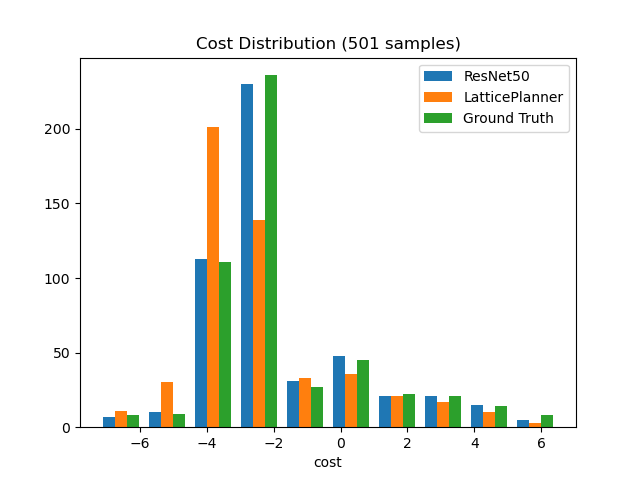 Cost Distribution (501 samples)
ResNet50
LatticePlanner
Ground Truth
200
150
100
50
0
−6 −4 −2 0 2 4 6
cost